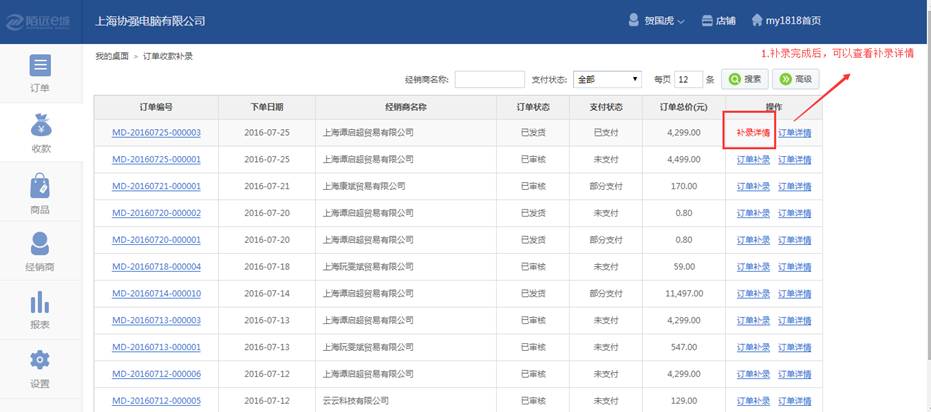 陌远e城 上海协强电脑有限公司 贺国虎 店铺 my1818首页
我的桌面 > 订单收款补录
1.补录完成后，可以查看补录详情
经销商名称: 支付状态: 全部 每页 12 条 搜索 高级
订单
收款
商品
经销商
报表
设置
订单编号 下单日期 经销商名称 订单状态 支付状态 订单总价(元) 操作
MD-20160725-000003 2016-07-25 上海谭启超贸易有限公司 已发货 已支付 4,299.00 补录详情 订单详情
MD-20160725-000001 2016-07-25 上海谭启超贸易有限公司 已审核 未支付 4,499.00 订单补录 订单详情
MD-20160721-000001 2016-07-21 上海康斌贸易有限公司 已审核 部分支付 170.00 订单补录 订单详情
MD-20160720-000002 2016-07-20 上海谭启超贸易有限公司 已发货 未支付 0.80 订单补录 订单详情
MD-20160720-000001 2016-07-20 上海谭启超贸易有限公司 已发货 部分支付 0.80 订单补录 订单详情
MD-20160718-000004 2016-07-18 上海阮雯斌贸易有限公司 已审核 未支付 59.00 订单补录 订单详情
MD-20160714-000010 2016-07-14 上海谭启超贸易有限公司 已发货 部分支付 11,497.00 订单补录 订单详情
MD-20160713-000003 2016-07-13 上海谭启超贸易有限公司 已审核 未支付 4,299.00 订单补录 订单详情
MD-20160713-000001 2016-07-13 上海阮雯斌贸易有限公司 已审核 未支付 547.00 订单补录 订单详情
MD-20160712-000006 2016-07-12 上海谭启超贸易有限公司 已审核 未支付 4,299.00 订单补录 订单详情
MD-20160712-000005 2016-07-12 云云科技有限公司 已审核 未支付 129.00 订单补录 订单详情